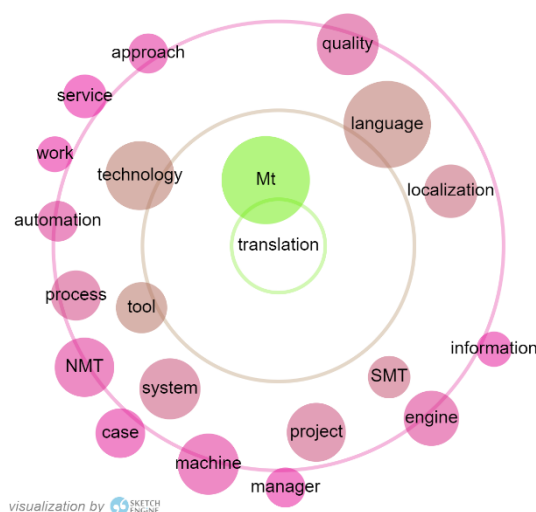 quality
approach
service
language
work
technology
Mt
localization
automation
translation
process
tool
information
NMT
SMT
system
engine
case
project
machine
manager
visualization by SKETCH
ENGINE